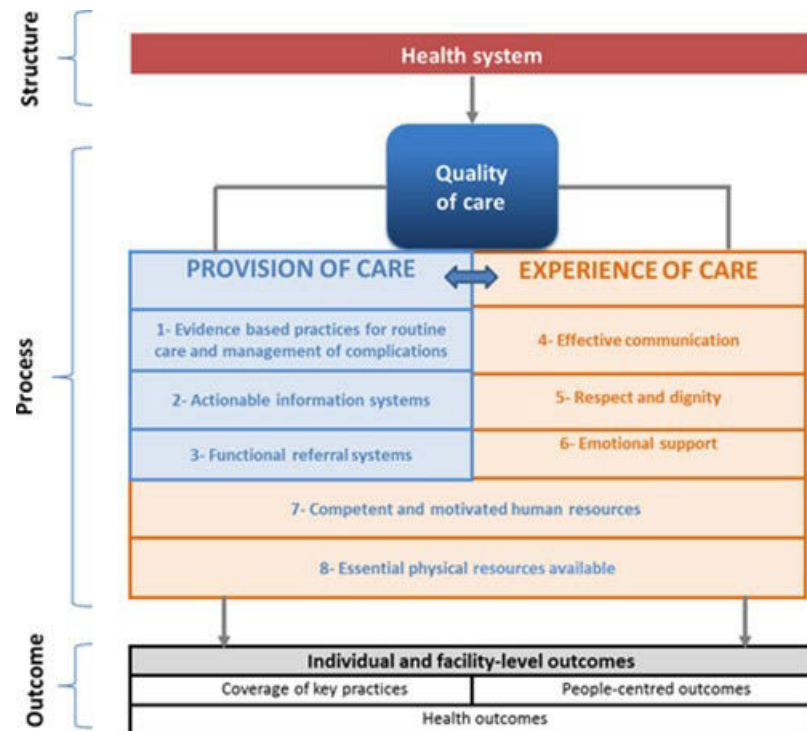 Structure
Health system
Quality
of care
Process
PROVISION OF CARE
EXPERIENCE OF CARE
1- Evidence based practices for routine
care and management of complications
4- Effective communication
2- Actionable information systems
5- Respect and dignity
3- Functional referral systems
6- Emotional support
7- Competent and motivated human resources
8- Essential physical resources available
Outcome
Individual and facility-level outcomes
Coverage of key practices
People-centred outcomes
Health outcomes